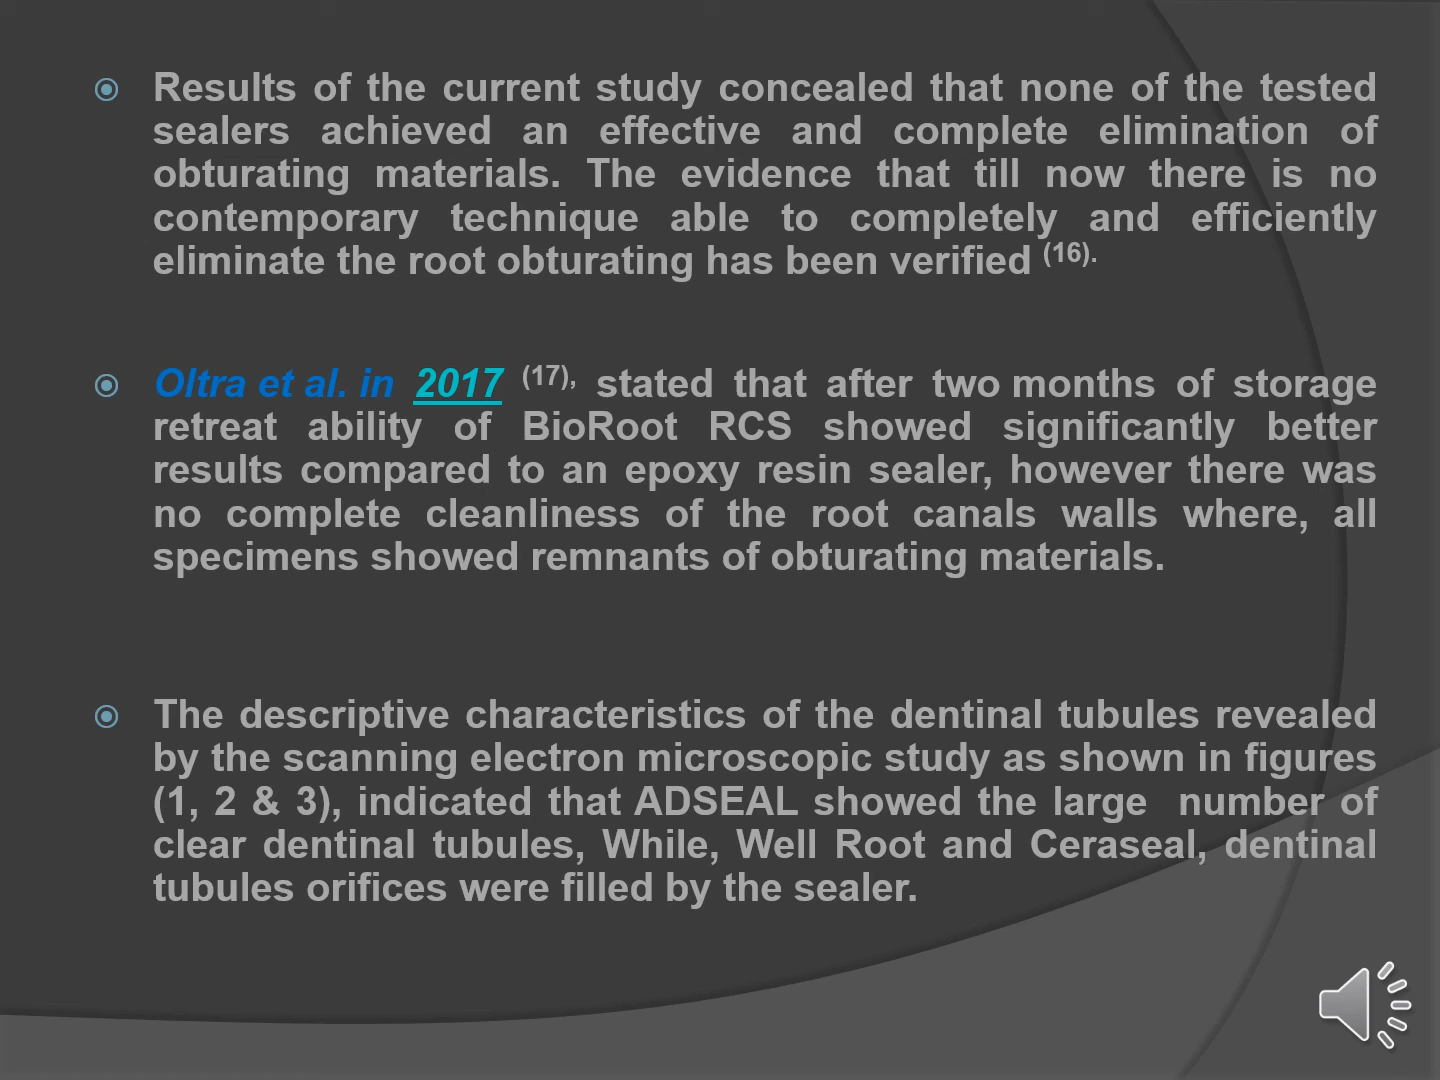 Results of the current study concealed that none of the tested
sealers achieved an effective and complete elimination of
obturating materials. The evidence that till now there is no
contemporary technique able to completely and efficiently
eliminate the root obturating has been verified (16).
Oltra et al. in 2017 (17), stated that after two months of storage
retreat ability of BioRoot RCS showed significantly better
results compared to an epoxy resin sealer, however there was
no complete cleanliness of the root canals walls where, all
specimens showed remnants of obturating materials.
The descriptive characteristics of the dentinal tubules revealed
by the scanning electron microscopic study as shown in figures
(1, 2 & 3), indicated that ADSEAL showed the large number of
clear dentinal tubules, While, Well Root and Ceraseal, dentinal
tubules orifices were filled by the sealer.